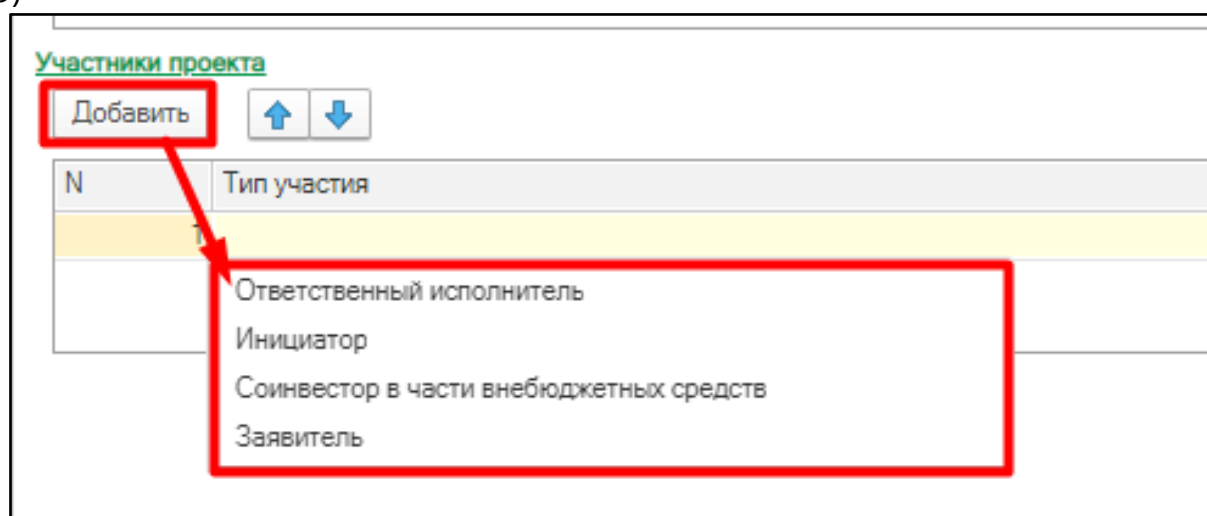 Участники проекта
Добавить
N Тип участия
1
Ответственный исполнитель
Инициатор
Соинвестор в части внебюджетных средств
Заявитель